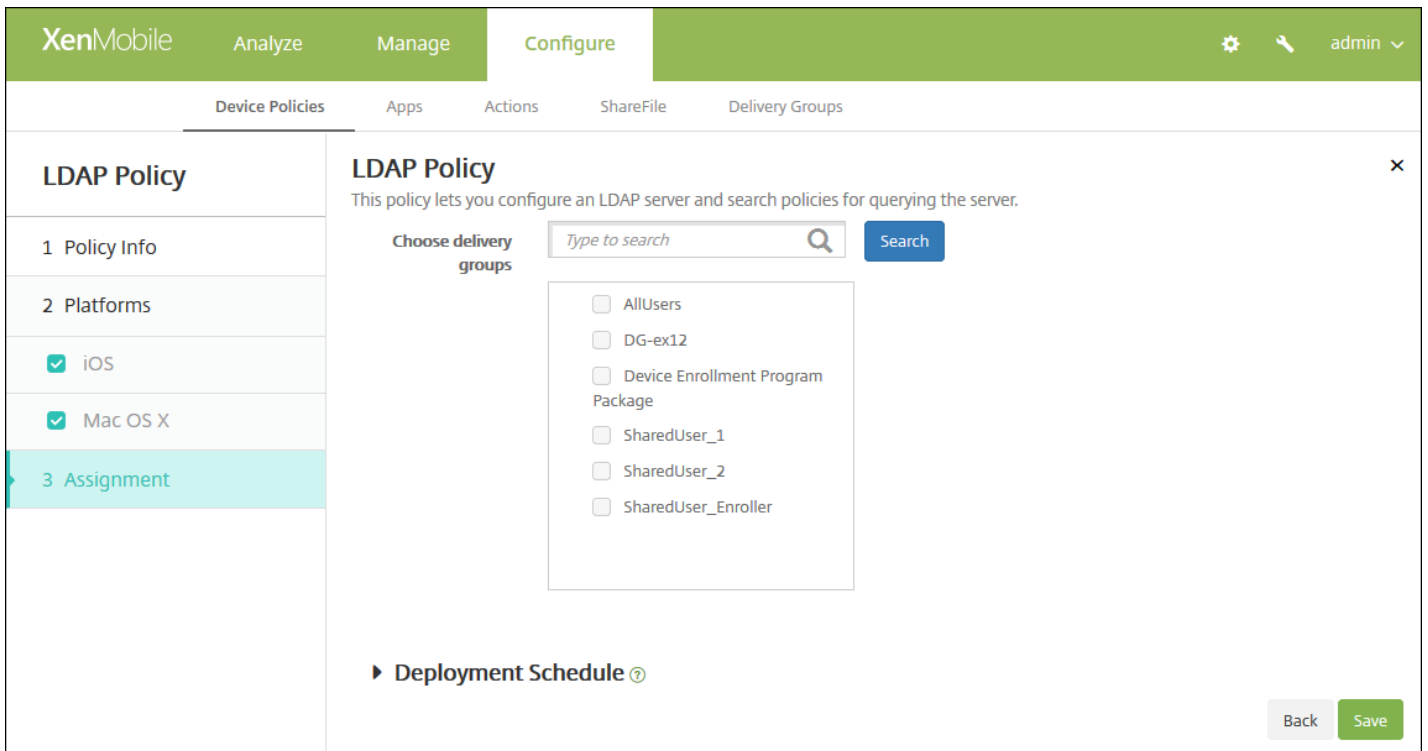 XenMobile Analyze Manage Configure admin
Device Policies Apps Actions ShareFile Delivery Groups
LDAP Policy
1 Policy Info
2 Platforms
iOS
Mac OS X
3 Assignment
LDAP Policy
This policy lets you configure an LDAP server and search policies for querying the server.
Choose delivery
groups
Type to search
Search
AllUsers
DG-ex12
Device Enrollment Program
Package
SharedUser_1
SharedUser_2
SharedUser_Enroller
Deployment Schedule ?
Back Save